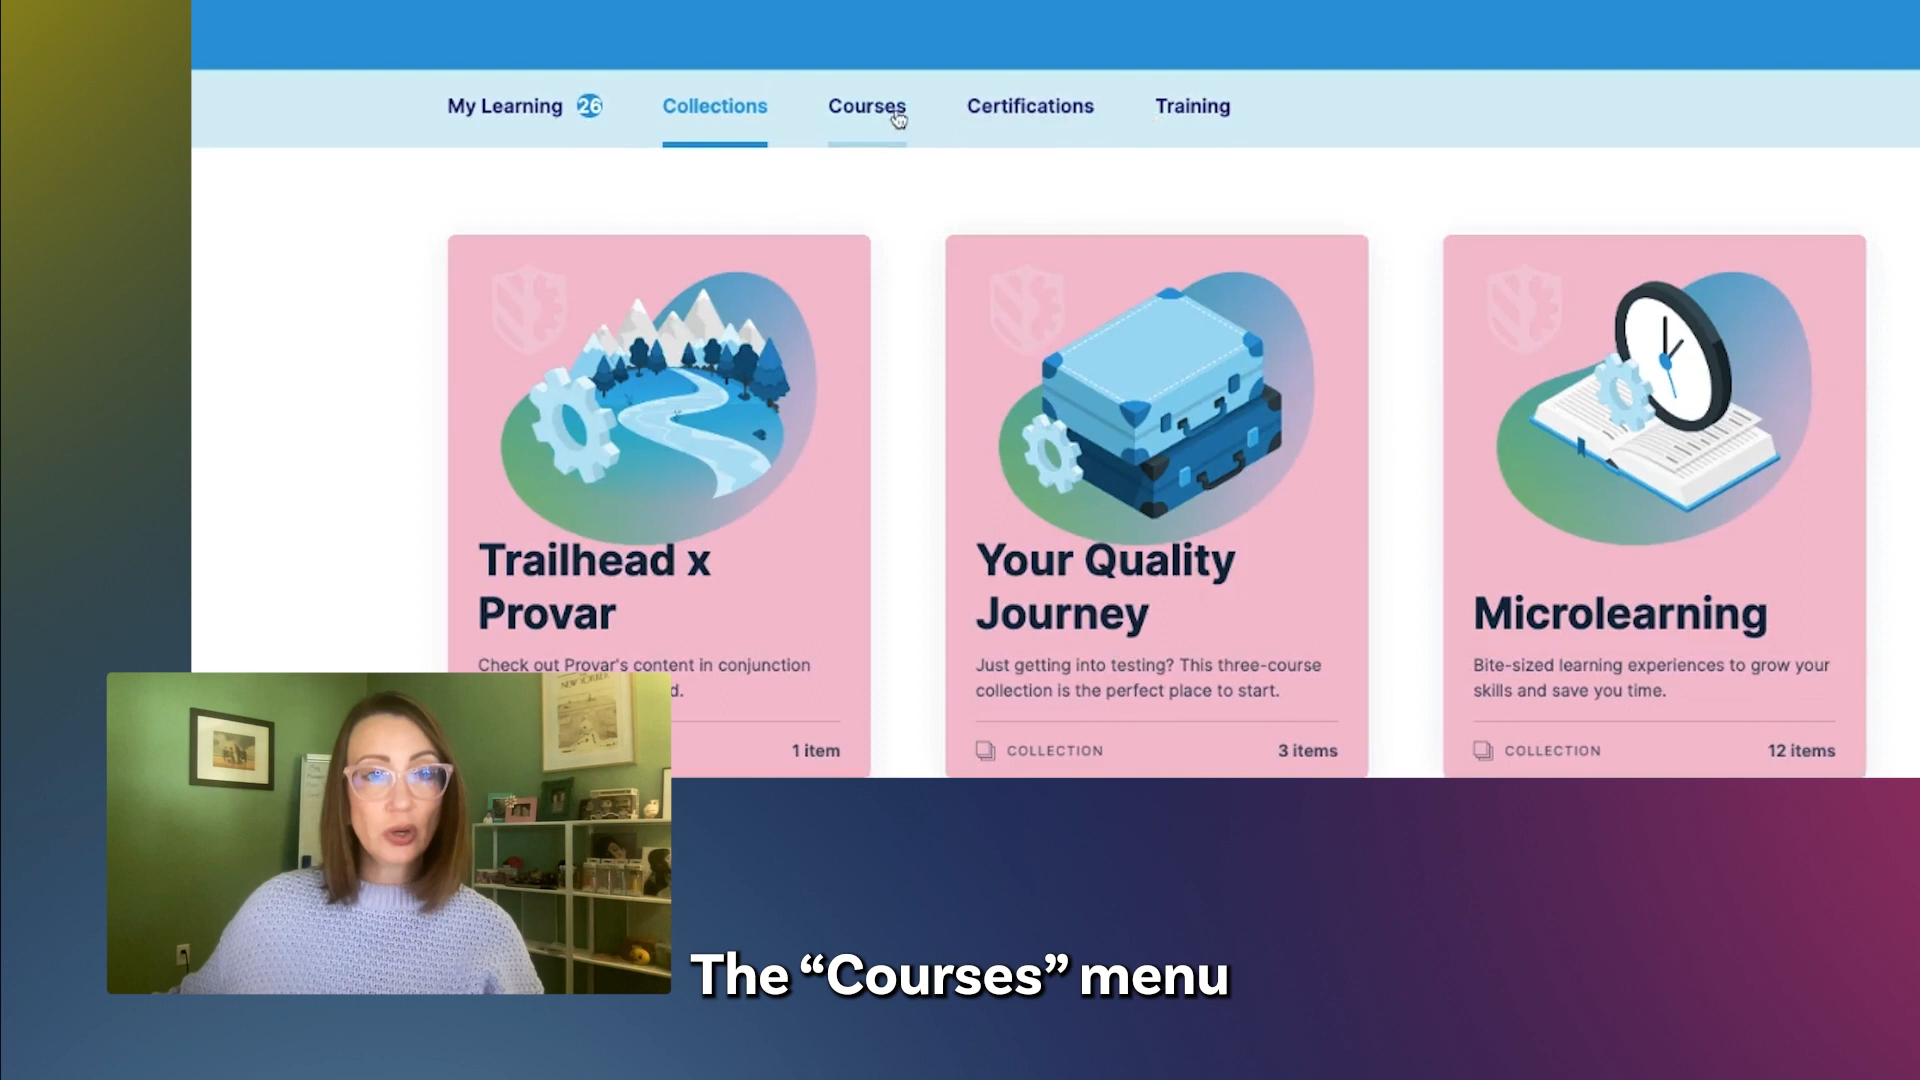 My Learning 26 Collections Courses Certifications Training
Trailhead x
Provar
Check out Provar's content in conjunction
d.
1 item
Your Quality
Journey
Just getting into testing? This three-course
collection is the perfect place to start.
COLLECTION 3 items
Microlearning
Bite-sized learning experiences to grow your
skills and save you time.
COLLECTION 12 items
NEW YORKER
The “Courses” menu